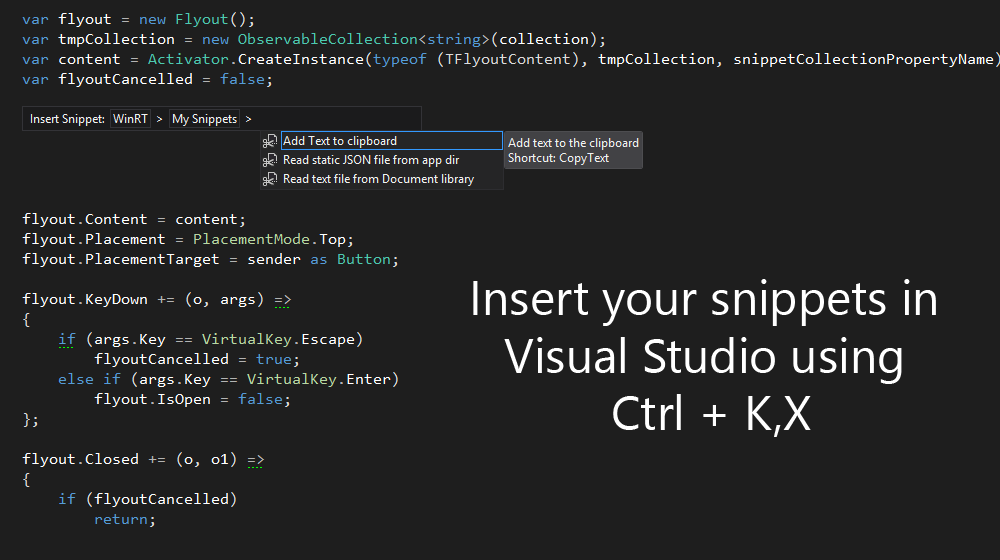 var flyout = new Flyout();
var tmpCollection = new ObservableCollection<string>(collection);
var content = Activator.CreateInstance(typeof (TFlyoutContent), tmpCollection, snippetCollectionPropertyName)
var flyoutCancelled = false;
Insert Snippet: WinRT > My Snippets >
Add Text to clipboard
Read static JSON file from app dir
Read text file from Document library
Add text to the clipboard
Shortcut: CopyText
flyout.Content = content;
flyout.Placement = PlacementMode.Top;
flyout.PlacementTarget = sender as Button;
flyout.KeyDown += (o, args) =>
{
    if (args.Key == VirtualKey.Escape)
        flyoutCancelled = true;
    else if (args.Key == VirtualKey.Enter)
        flyout.IsOpen = false;
};
flyout.Closed += (o, o1) =>
{
    if (flyoutCancelled)
        return;
Insert your snippets in
Visual Studio using
Ctrl + K,X